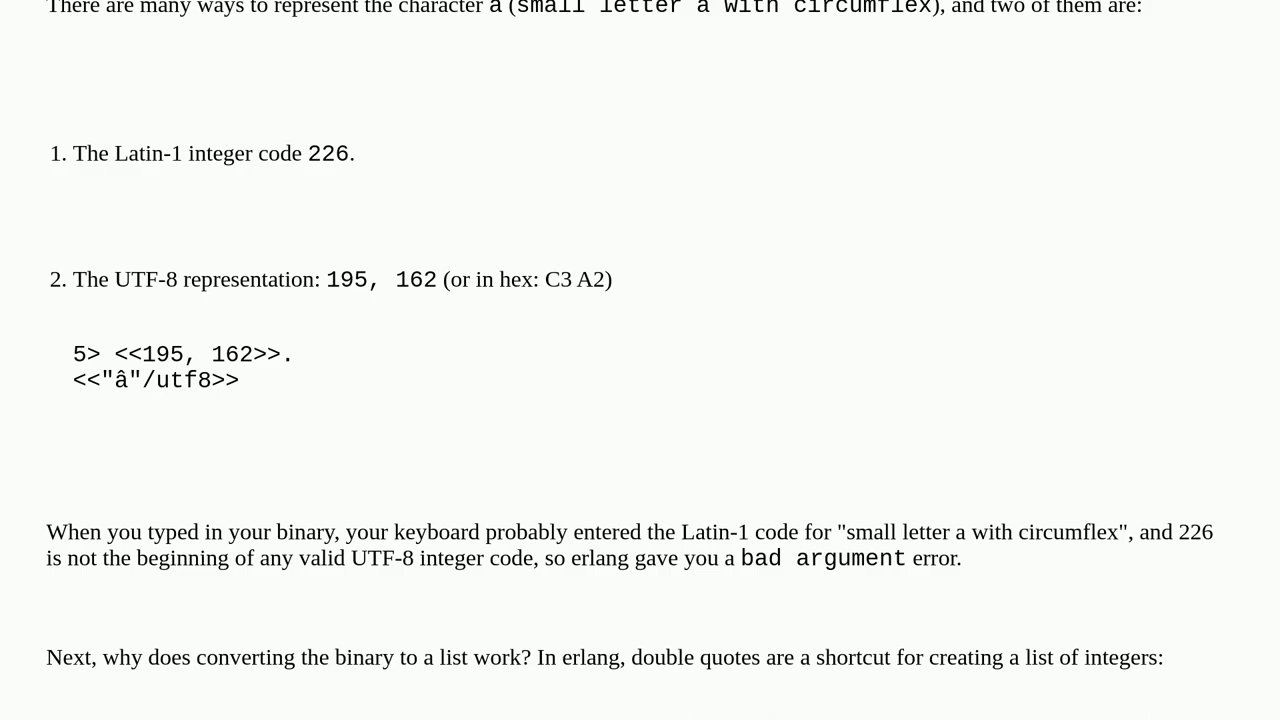 There are many ways to represent the character â (small letter a with circumflex), and two of them are:
1. The Latin-1 integer code 226.
2. The UTF-8 representation: 195, 162 (or in hex: C3 A2)
5> <<195, 162>>.
<<"â"/utf8>>
When you typed in your binary, your keyboard probably entered the Latin-1 code for "small letter a with circumflex", and 226
is not the beginning of any valid UTF-8 integer code, so erlang gave you a bad argument error.
Next, why does converting the binary to a list work? In erlang, double quotes are a shortcut for creating a list of integers: